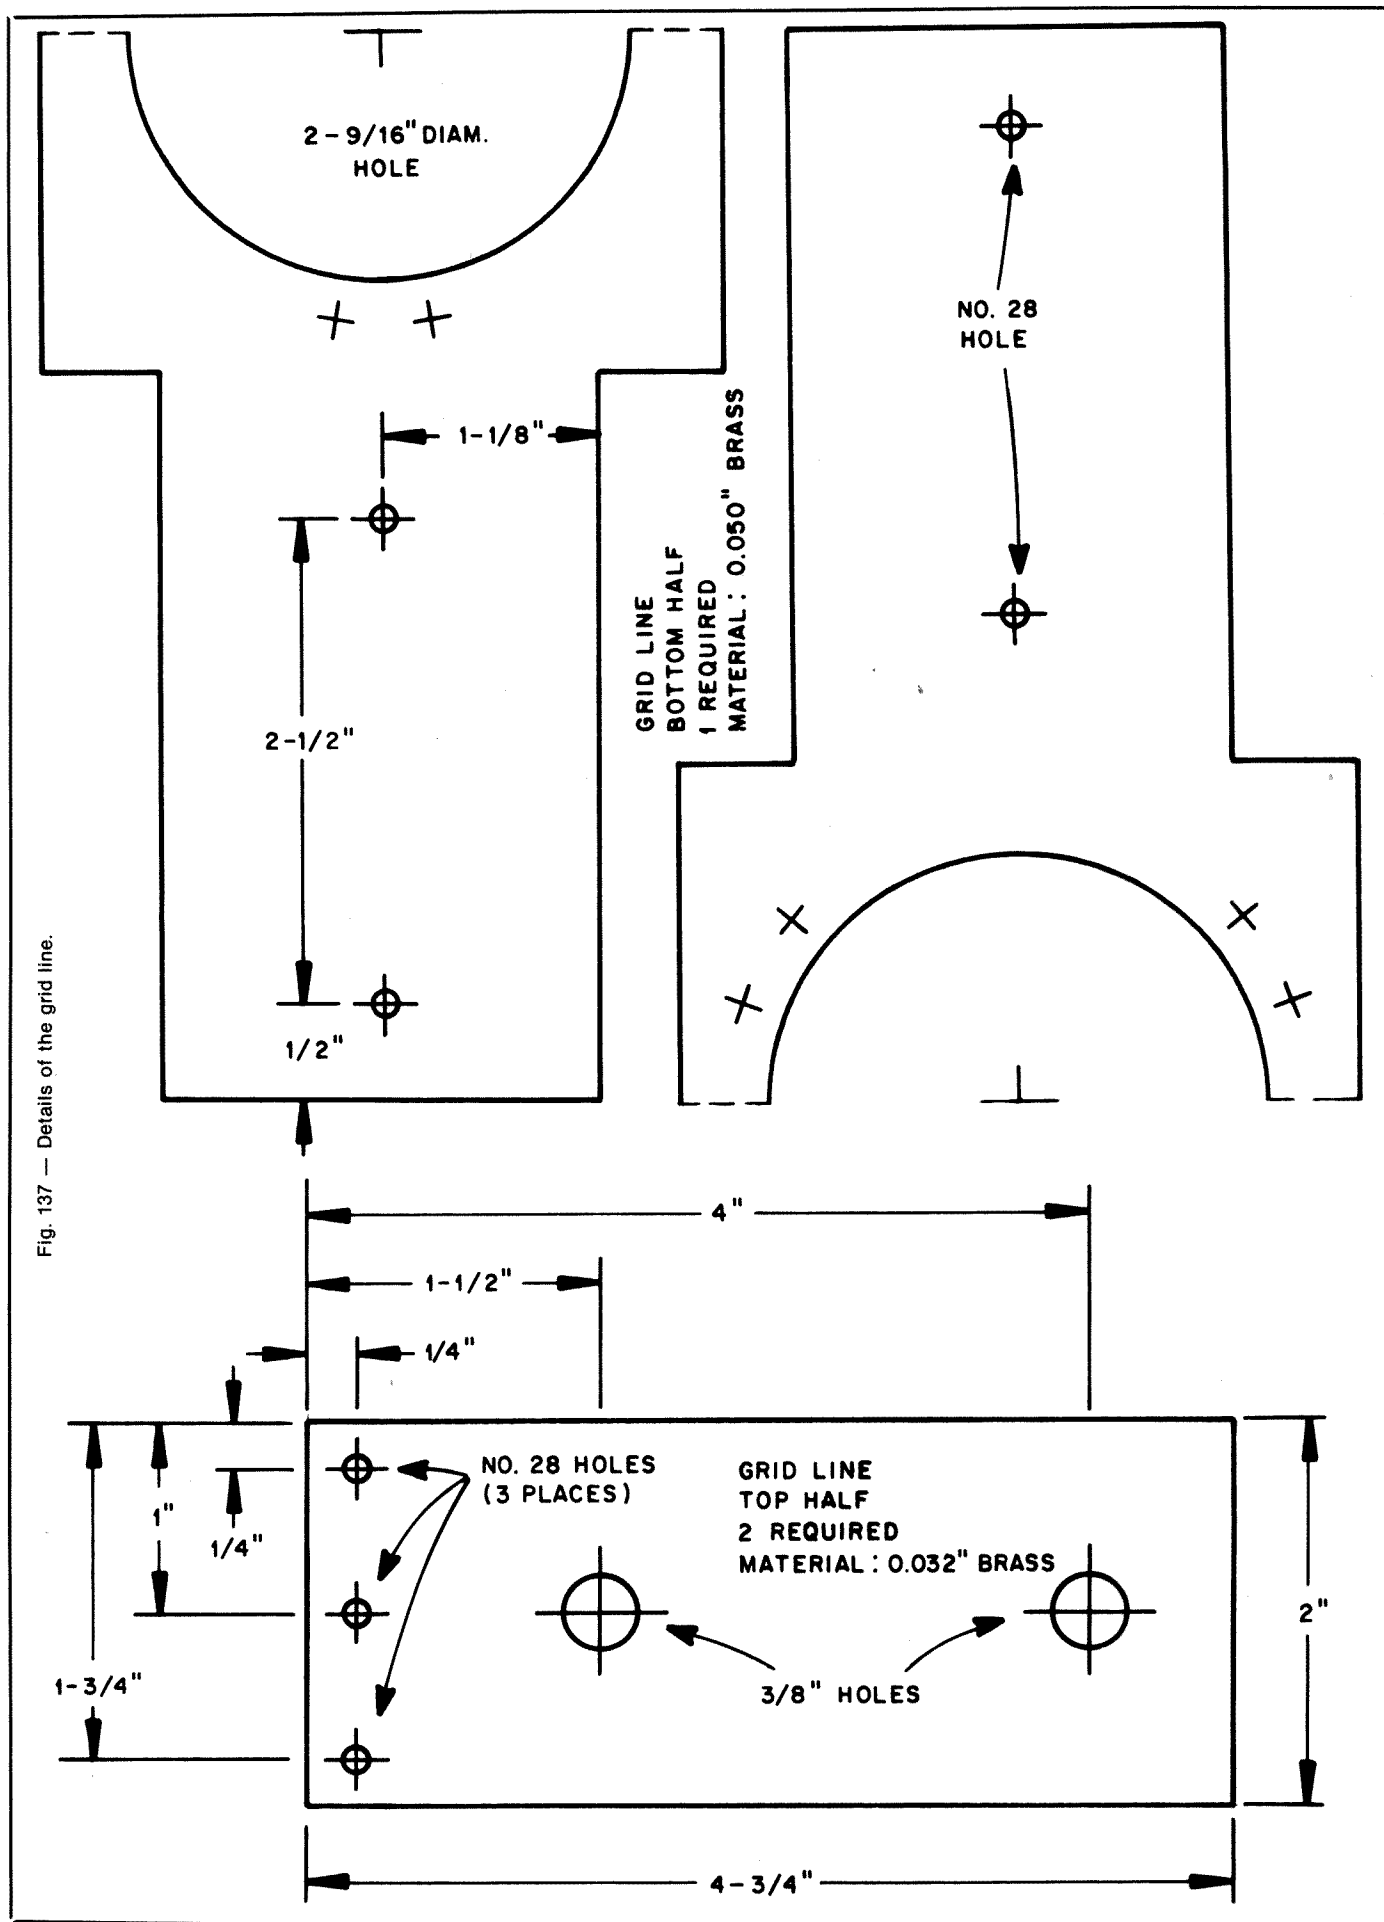 2-9/16" DIAM.
HOLE
NO. 28
HOLE
1-1/8"
GRID LINE
BOTTOM HALF
1 REQUIRED
MATERIAL: 0.050" BRASS
2-1/2"
1/2"
Fig. 137 — Details of the grid line.
4"
1-1/2"
1/4"
NO. 28 HOLES
(3 PLACES)
GRID LINE
TOP HALF
2 REQUIRED
MATERIAL: 0.032" BRASS
1"
1/4"
2"
1-3/4"
3/8" HOLES
4-3/4"